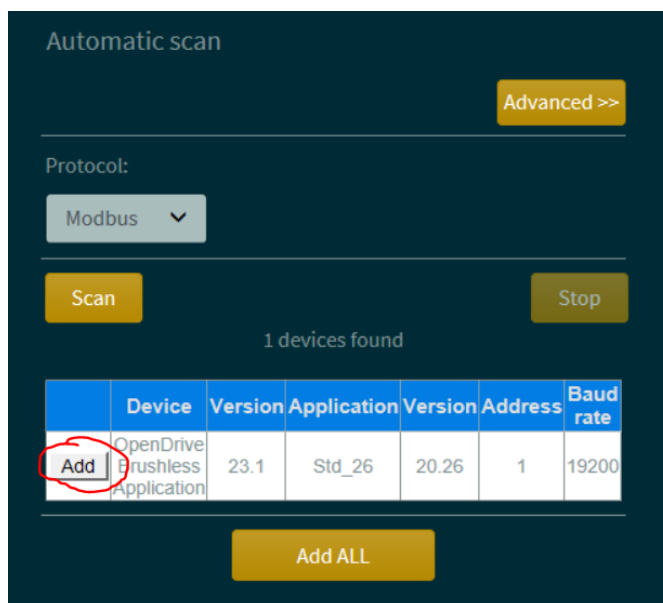 Automatic scan
Advanced >>
Protocol:
Modbus
Scan
Stop
1 devices found
Device Version Application Version Address Baud rate
Add OpenDrive Brushless Application 23.1 Std_26 20.26 1 19200
Add ALL